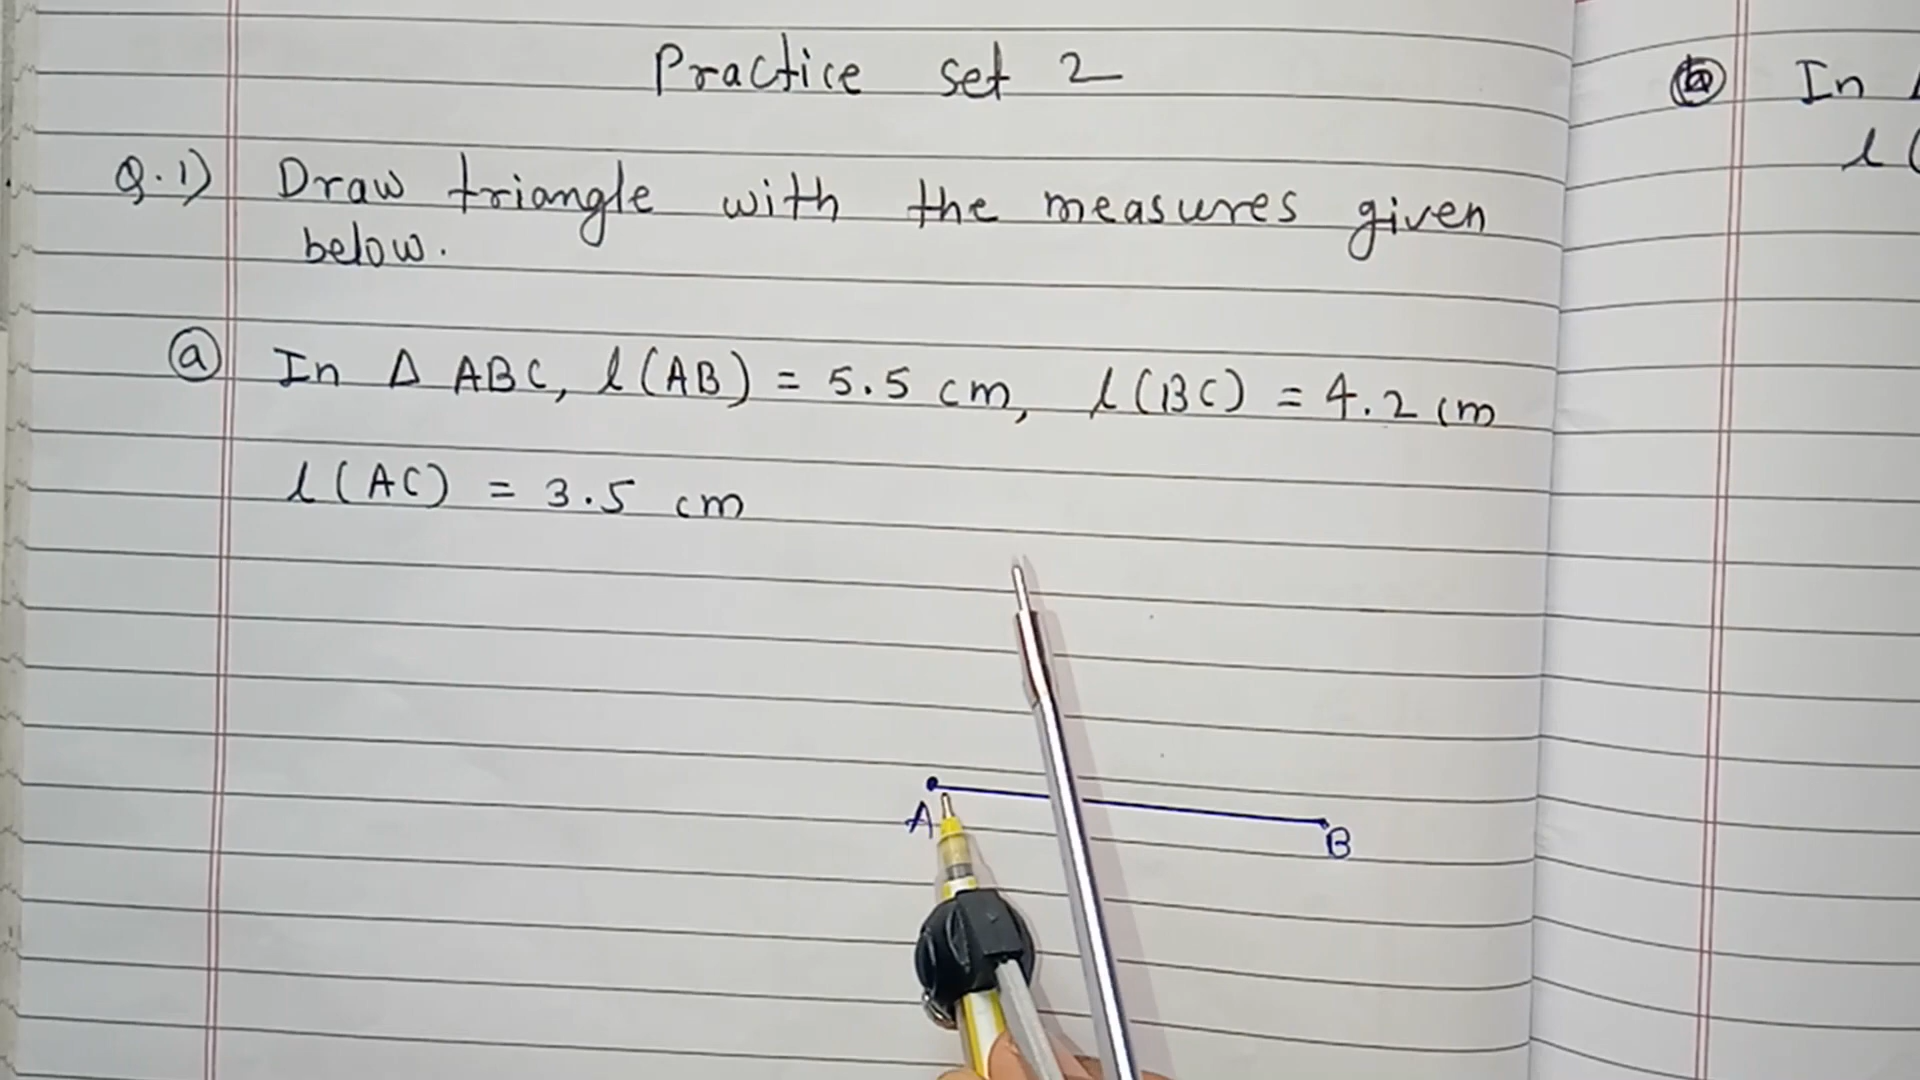 Practice set 2
Q.1) Draw triangle with the measures given
below.
ⓐ In Δ ABC, l(AB) = 5.5 cm, l(BC) = 4.2 cm
l(AC) = 3.5 cm
A
B
ⓑ In
l(